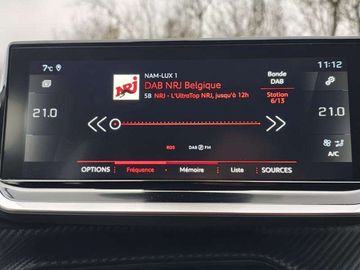 7°C
NAM-LUX 1
Bande
DAB
11:12
NRJ
DAB NRJ Belgique
5B NRJ - L'UltraTop NRJ, jusqu'à 12h
Station
6/13
21.0
21.0
RDS
DAB FM
A/C
OPTIONS
Fréquence
Mémoire
Liste
SOURCES